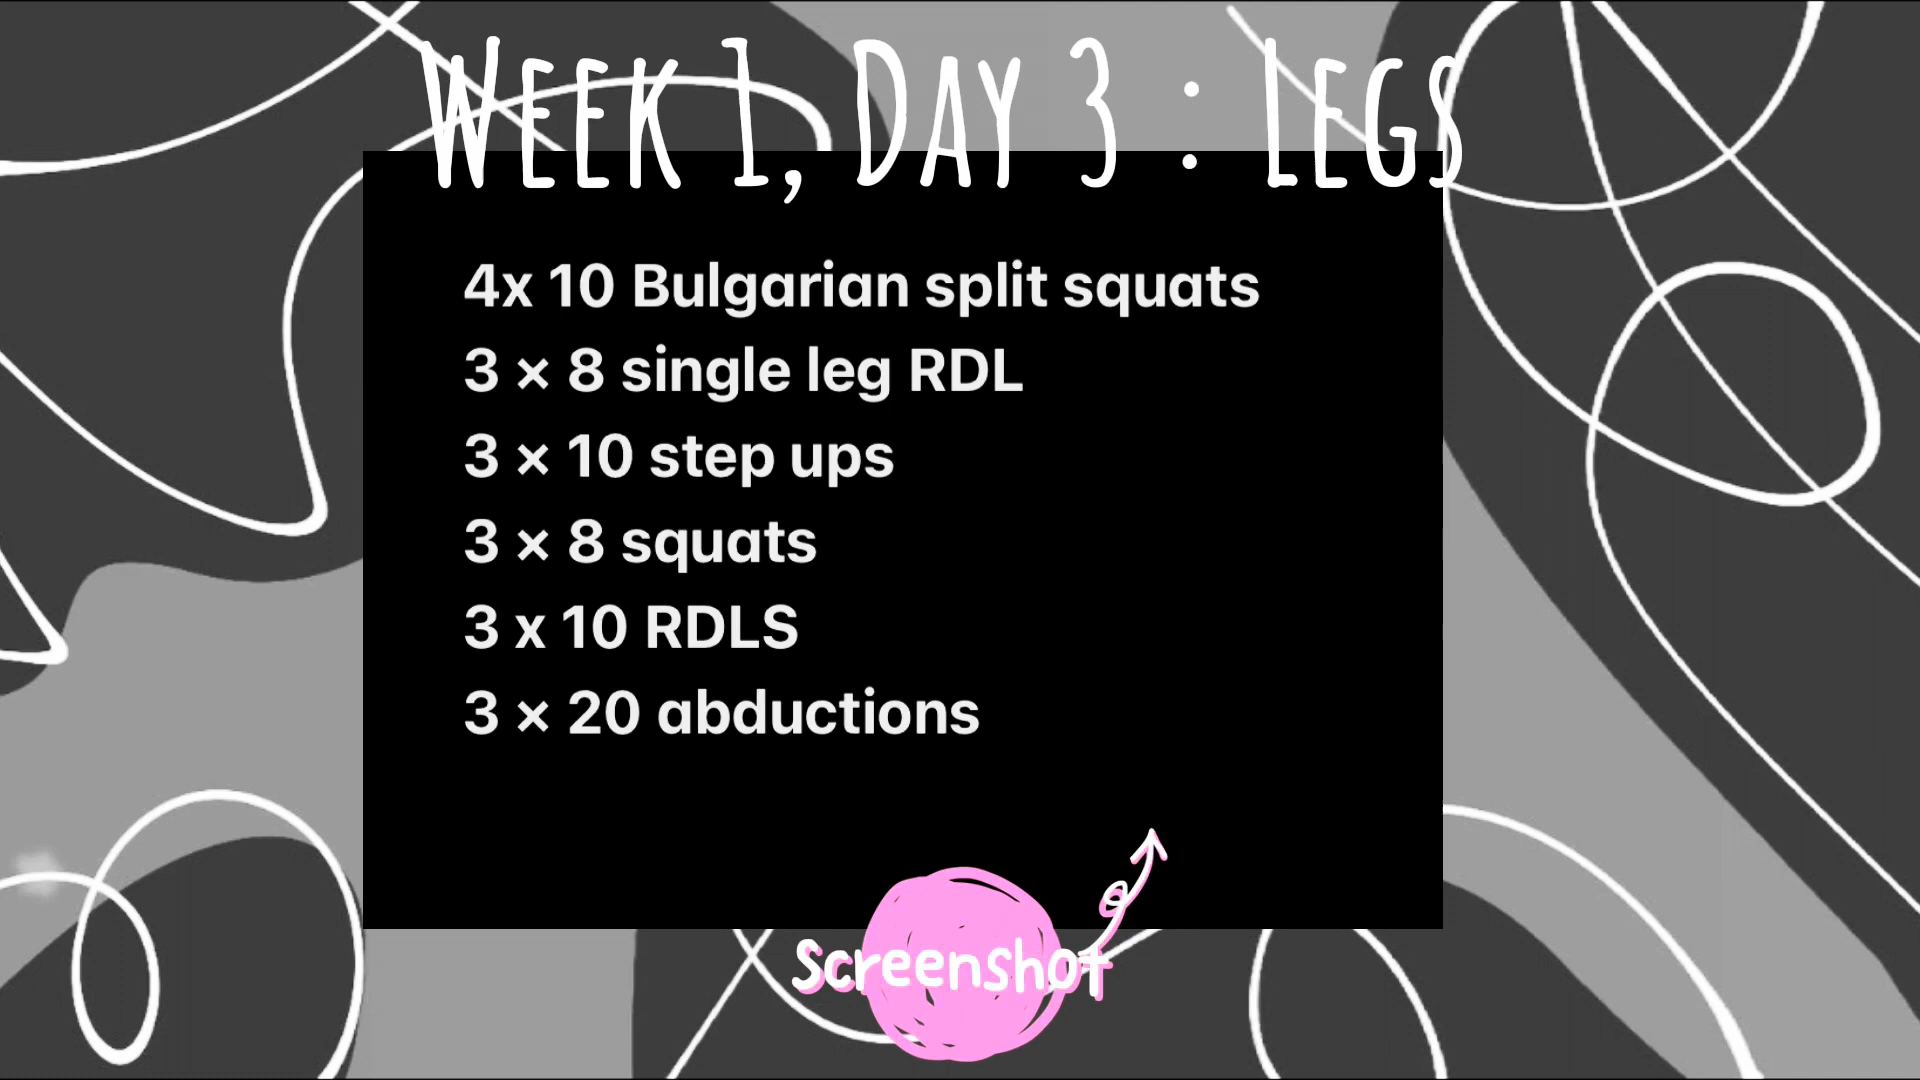 Week 1, Day 3 : Legs
4x 10 Bulgarian split squats
3 × 8 single leg RDL
3 × 10 step ups
3 × 8 squats
3 x 10 RDLS
3 × 20 abductions
Screenshot